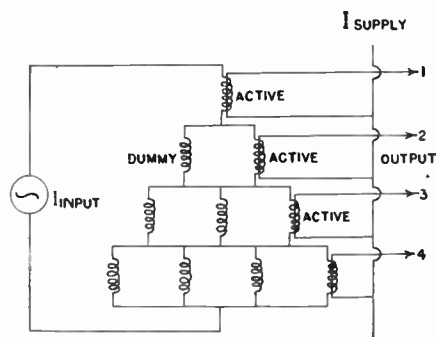 I SUPPLY
1
ACTIVE
2
DUMMY
ACTIVE
OUTPUT
I INPUT
3
ACTIVE
4